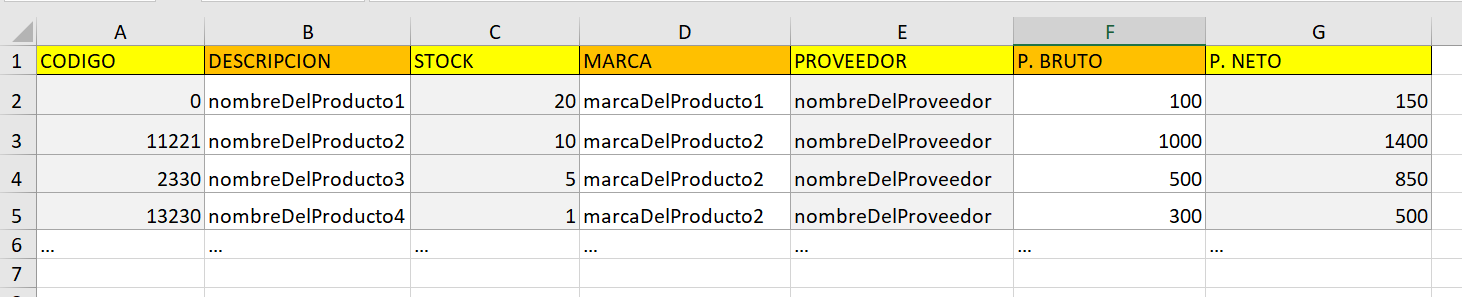 A B C D E F G
1 CODIGO DESCRIPCION STOCK MARCA PROVEEDOR P. BRUTO P. NETO
2 0 nombreDelProducto1 20 marcaDelProducto1 nombreDelProveedor 100 150
3 11221 nombreDelProducto2 10 marcaDelProducto2 nombreDelProveedor 1000 1400
4 2330 nombreDelProducto3 5 marcaDelProducto2 nombreDelProveedor 500 850
5 13230 nombreDelProducto4 1 marcaDelProducto2 nombreDelProveedor 300 500
6 ... ... ... ... ... ... ...
7